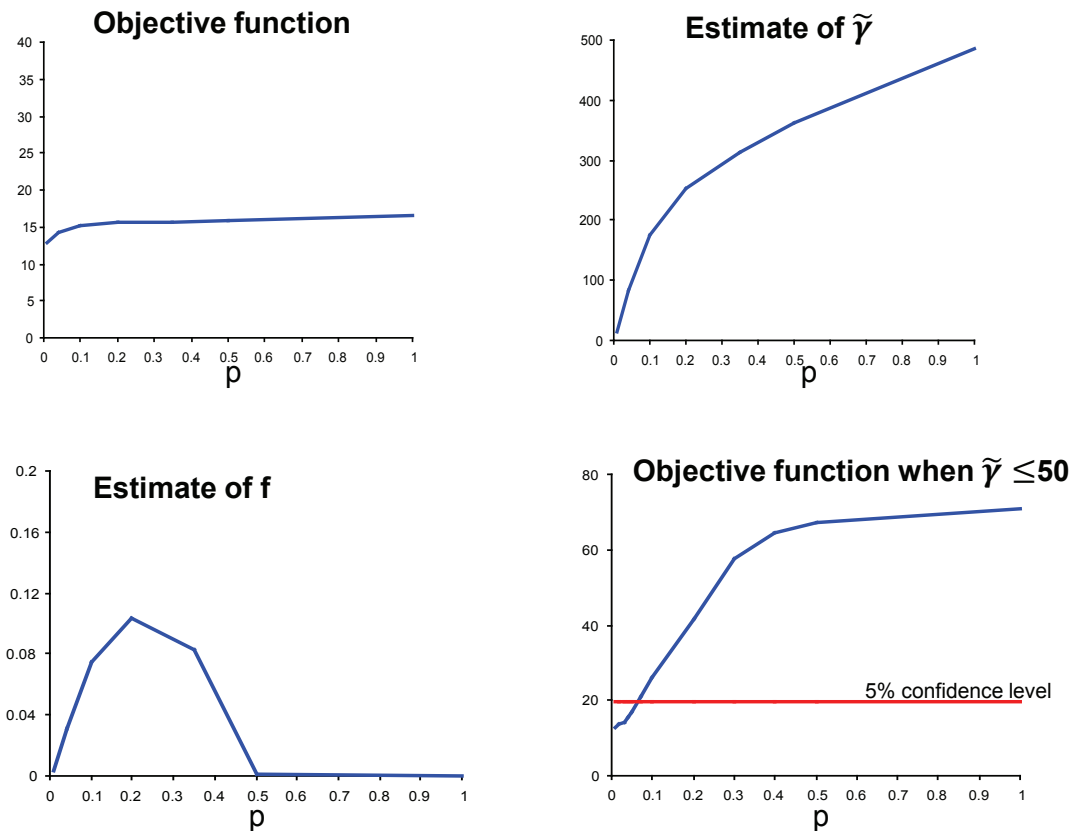 Objective function
40
35
30
25
20
15
10
5
0
0 0.1 0.2 0.3 0.4 0.5 0.6 0.7 0.8 0.9 1
p
Estimate of γ̃
500
400
300
200
100
0
0 0.1 0.2 0.3 0.4 0.5 0.6 0.7 0.8 0.9 1
p
Estimate of f
0.2
0.16
0.12
0.08
0.04
0
0 0.1 0.2 0.3 0.4 0.5 0.6 0.7 0.8 0.9 1
p
Objective function when γ̃ ≤50
80
60
40
20
0
5% confidence level
0 0.1 0.2 0.3 0.4 0.5 0.6 0.7 0.8 0.9 1
p